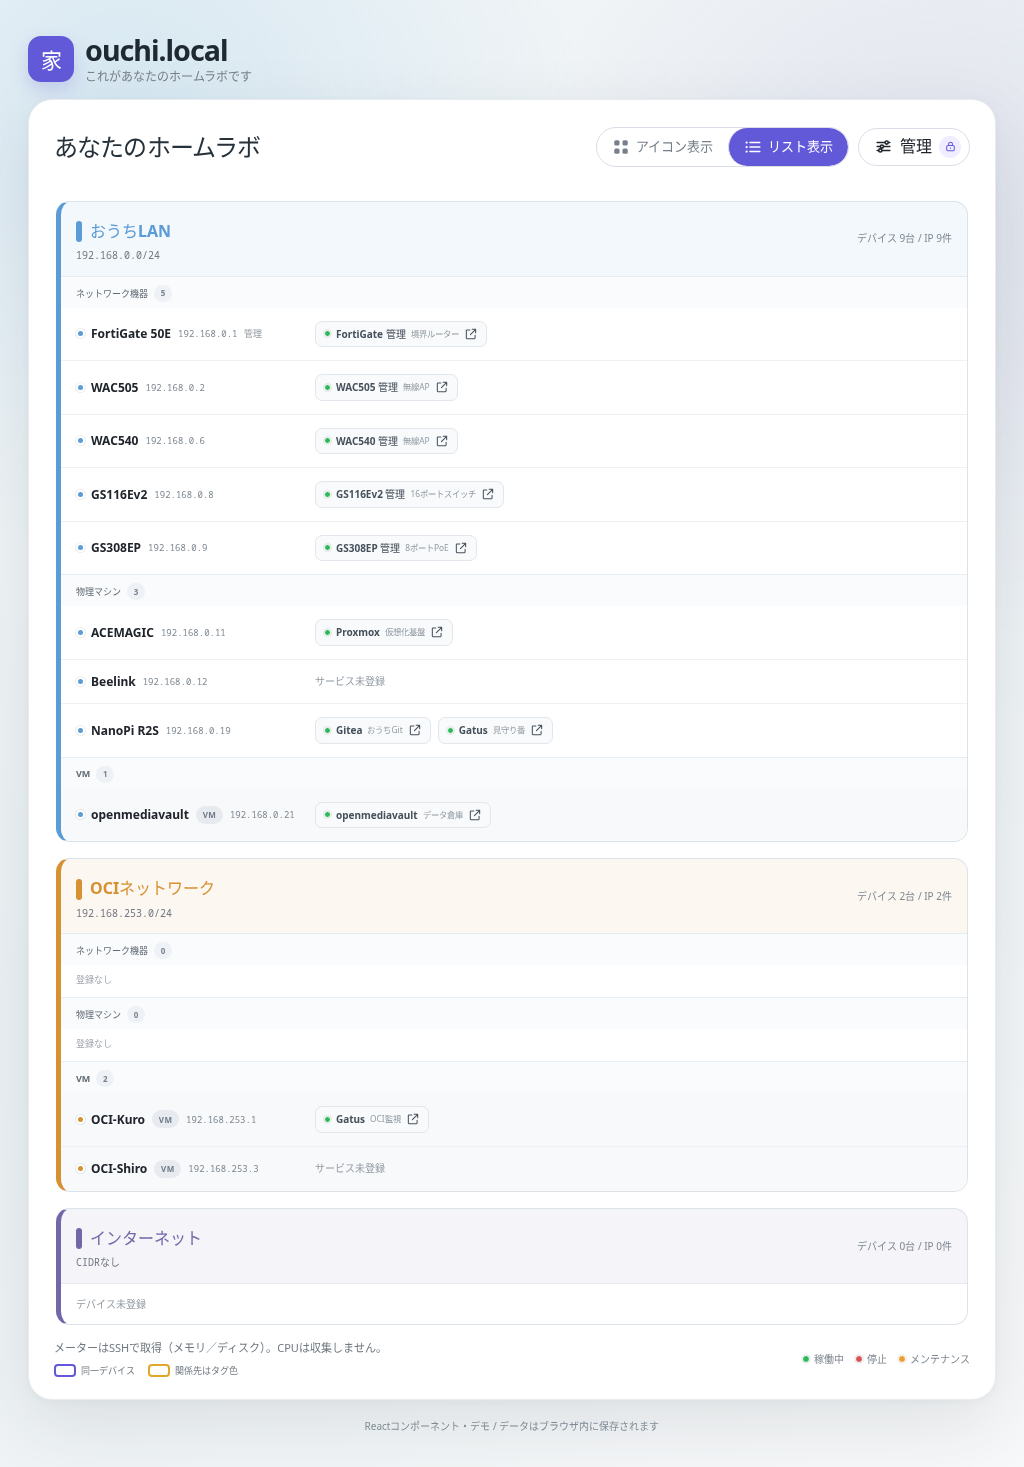 家
ouchi.local
これがあなたのホームラボです
あなたのホームラボ
アイコン表示
リスト表示
管理
おうちLAN
192.168.0.0/24
デバイス 9台 / IP 9件
ネットワーク機器 5
FortiGate 50E 192.168.0.1 管理 FortiGate 管理 境界ルーター
WAC505 192.168.0.2 WAC505 管理 無線AP
WAC540 192.168.0.6 WAC540 管理 無線AP
GS116Ev2 192.168.0.8 GS116Ev2 管理 16ポートスイッチ
GS308EP 192.168.0.9 GS308EP 管理 8ポートPoE
物理マシン 3
ACEMAGIC 192.168.0.11 Proxmox 仮想化基盤
Beelink 192.168.0.12 サービス未登録
NanoPi R2S 192.168.0.19 Gitea おうちGit Gatus 見守り番
VM 1
openmediavault VM 192.168.0.21 openmediavault データ倉庫
OCIネットワーク
192.168.253.0/24
デバイス 2台 / IP 2件
ネットワーク機器 0
登録なし
物理マシン 0
登録なし
VM 2
OCI-Kuro VM 192.168.253.1 Gatus OCI監視
OCI-Shiro VM 192.168.253.3 サービス未登録
インターネット
CIDRなし
デバイス 0台 / IP 0件
デバイス未登録
メーターはSSHで取得（メモリ／ディスク）。CPUは収集しません。
同一デバイス 関係先はタグ色
稼働中 停止 メンテナンス
Reactコンポーネント・デモ / データはブラウザ内に保存されます